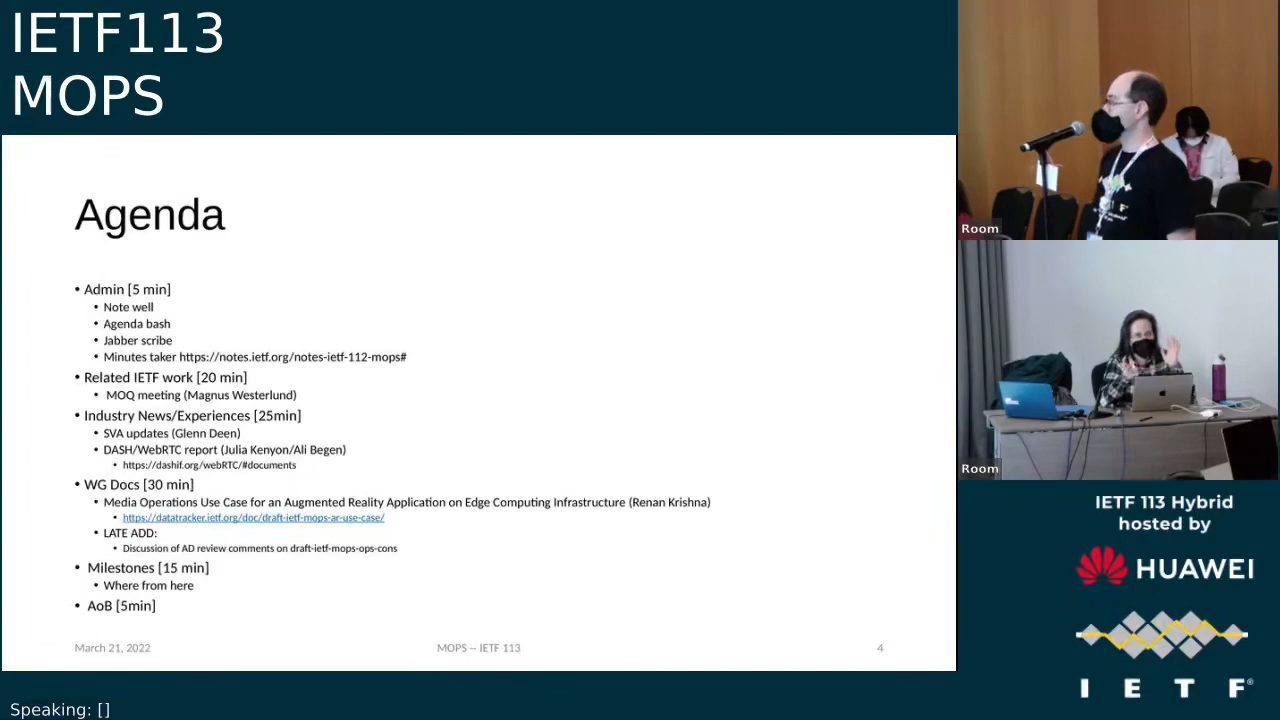 IETF113
MOPS
Agenda
• Admin [5 min]
• Note well
• Agenda bash
• Jabber scribe
• Minutes taker https://notes.ietf.org/notes-ietf-112-mops#
• Related IETF work [20 min]
• MOQ meeting (Magnus Westerlund)
• Industry News/Experiences [25min]
• SVA updates (Glenn Deen)
• DASH/WebRTC report (Julia Kenyon/Ali Begen)
• https://dashif.org/webRTC/#documents
• WG Docs [30 min]
• Media Operations Use Case for an Augmented Reality Application on Edge Computing Infrastructure (Renan Krishna)
• https://datatracker.ietf.org/doc/draft-ietf-mops-ar-use-case/
• LATE ADD:
• Discussion of AD review comments on draft-ietf-mops-ops-cons
• Milestones [15 min]
• Where from here
• AoB [5min]
March 21, 2022
MOPS -- IETF 113
4
Speaking: []
Room
Room
IETF 113 Hybrid
hosted by
HUAWEI
I E T F®